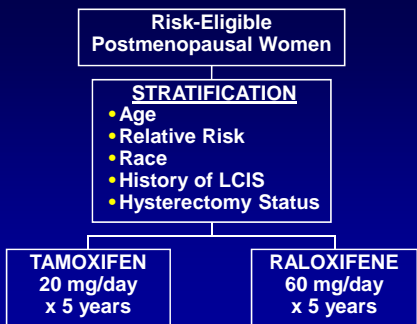 Risk-Eligible
Postmenopausal Women
STRATIFICATION
• Age
• Relative Risk
• Race
• History of LCIS
• Hysterectomy Status
TAMOXIFEN
20 mg/day
x 5 years
RALOXIFENE
60 mg/day
x 5 years